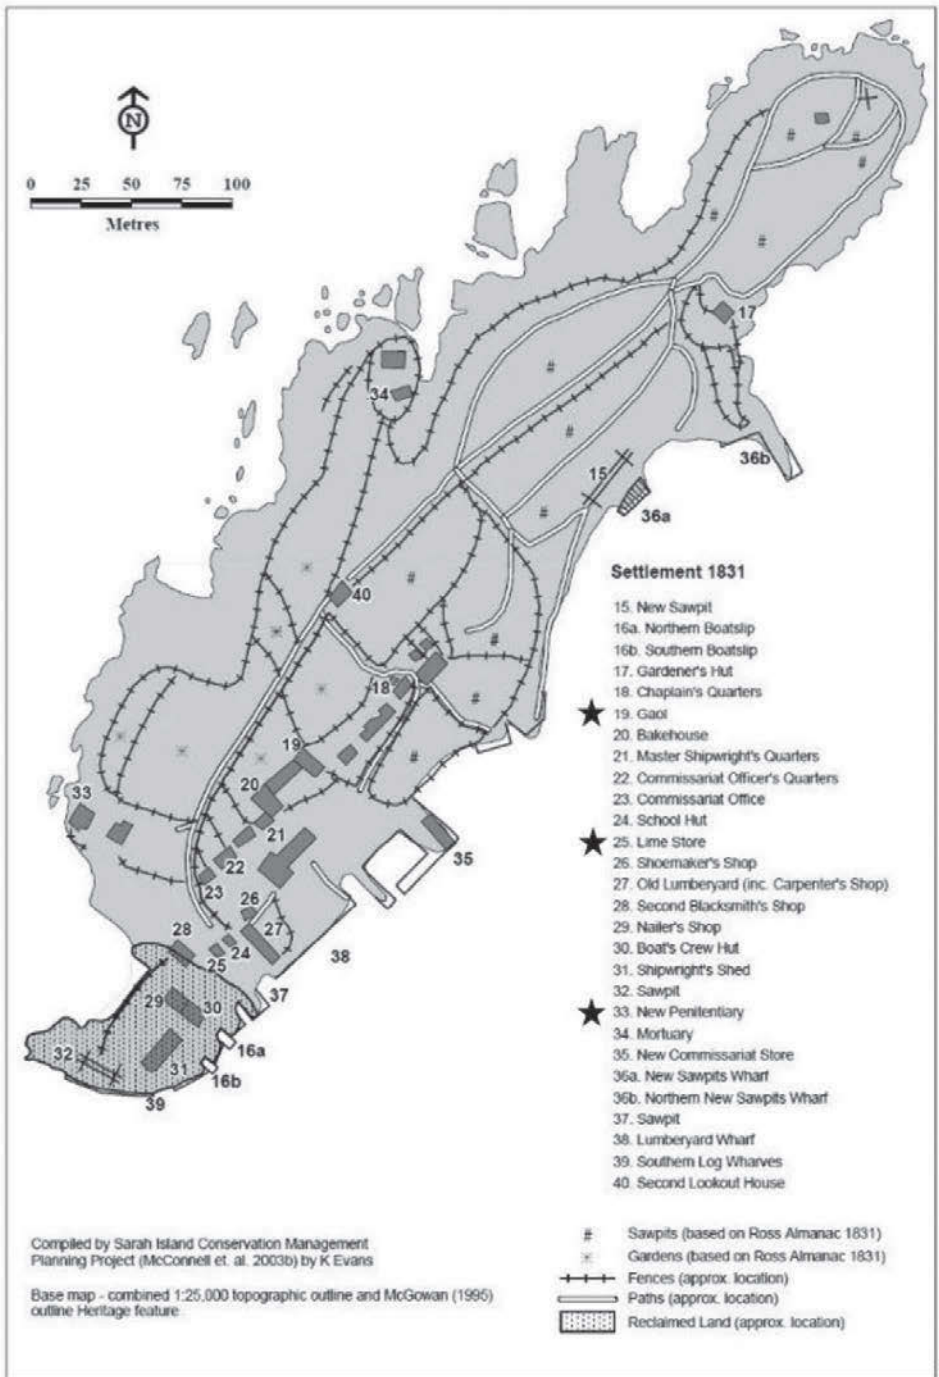 N
0 25 50 75 100
Metres
17
34
36b
15
36a
40
18
19
20
33
21
35
22
23
26
27
28
24
38
25
37
29
30
16a
32
31
16b
39
Settlement 1831
15. New Sawpit
16a. Northern Boatslip
16b. Southern Boatslip
17. Gardener's Hut
18. Chaplain's Quarters
19. Gaol
20. Bakehouse
21. Master Shipwright's Quarters
22. Commissariat Officer's Quarters
23. Commissariat Office
24. School Hut
25. Lime Store
26. Shoemaker's Shop
27. Old Lumberyard (inc. Carpenter's Shop)
28. Second Blacksmith's Shop
29. Nailer's Shop
30. Boat's Crew Hut
31. Shipwright's Shed
32. Sawpit
33. New Penitentiary
34. Mortuary
35. New Commissariat Store
36a. New Sawpits Wharf
36b. Northern New Sawpits Wharf
37. Sawpit
38. Lumberyard Wharf
39. Southern Log Wharves
40. Second Lookout House
# Sawpits (based on Ross Almanac 1831)
Gardens (based on Ross Almanac 1831)
Fences (approx. location)
Paths (approx. location)
Reclaimed Land (approx. location)
Compiled by Sarah Island Conservation Management
Planning Project (McConnell et. al. 2003b) by K Evans
Base map - combined 1:25,000 topographic outline and McGowan (1995)
outline Heritage feature